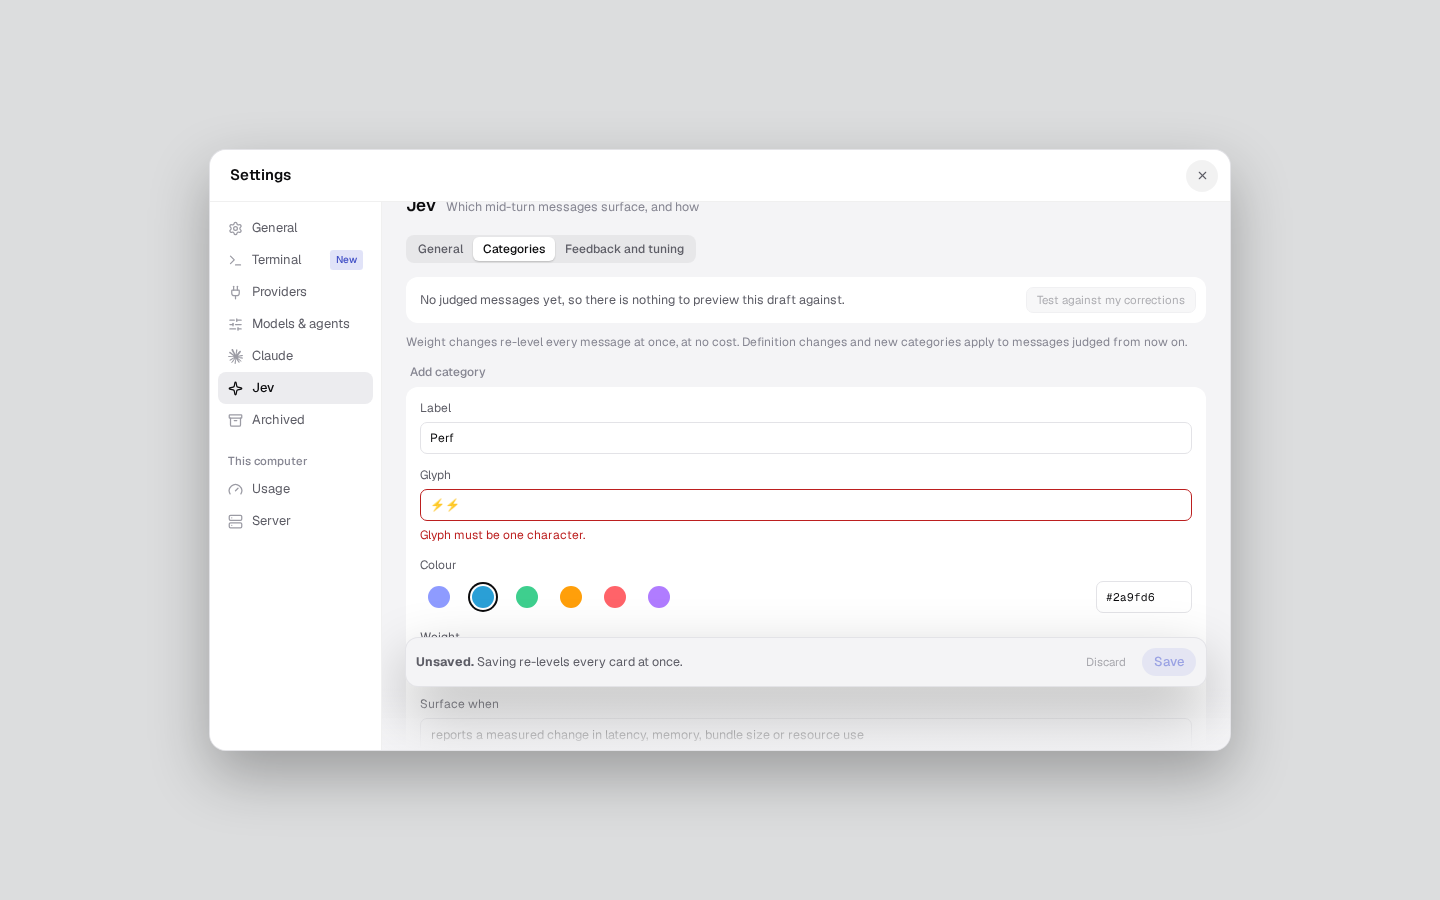 Settings
General
Terminal New
Providers
Models & agents
Claude
Jev
Archived
This computer
Usage
Server
Jev Which mid-turn messages surface, and how
General Categories Feedback and tuning
No judged messages yet, so there is nothing to preview this draft against. Test against my corrections
Weight changes re-level every message at once, at no cost. Definition changes and new categories apply to messages judged from now on.
Add category
Label
Perf
Glyph
⚡⚡
Glyph must be one character.
Colour
#2a9fd6
Weight
Unsaved. Saving re-levels every card at once. Discard Save
Surface when
reports a measured change in latency, memory, bundle size or resource use